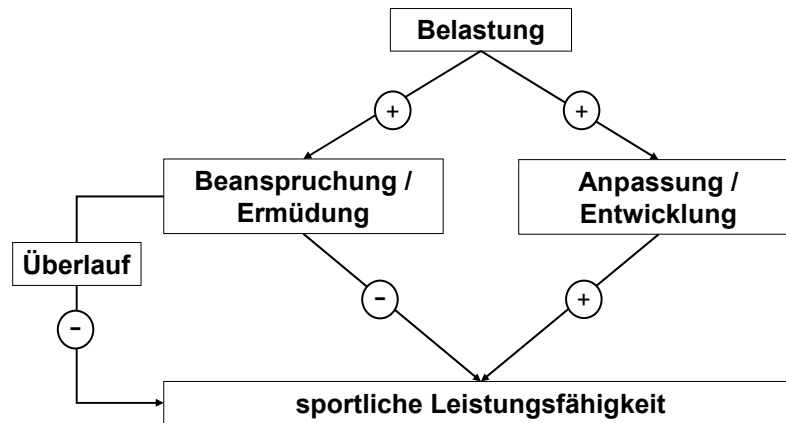 Belastung
+
+
Beanspruchung /
Ermüdung
Anpassung /
Entwicklung
Überlauf
-
+
-
sportliche Leistungsfähigkeit